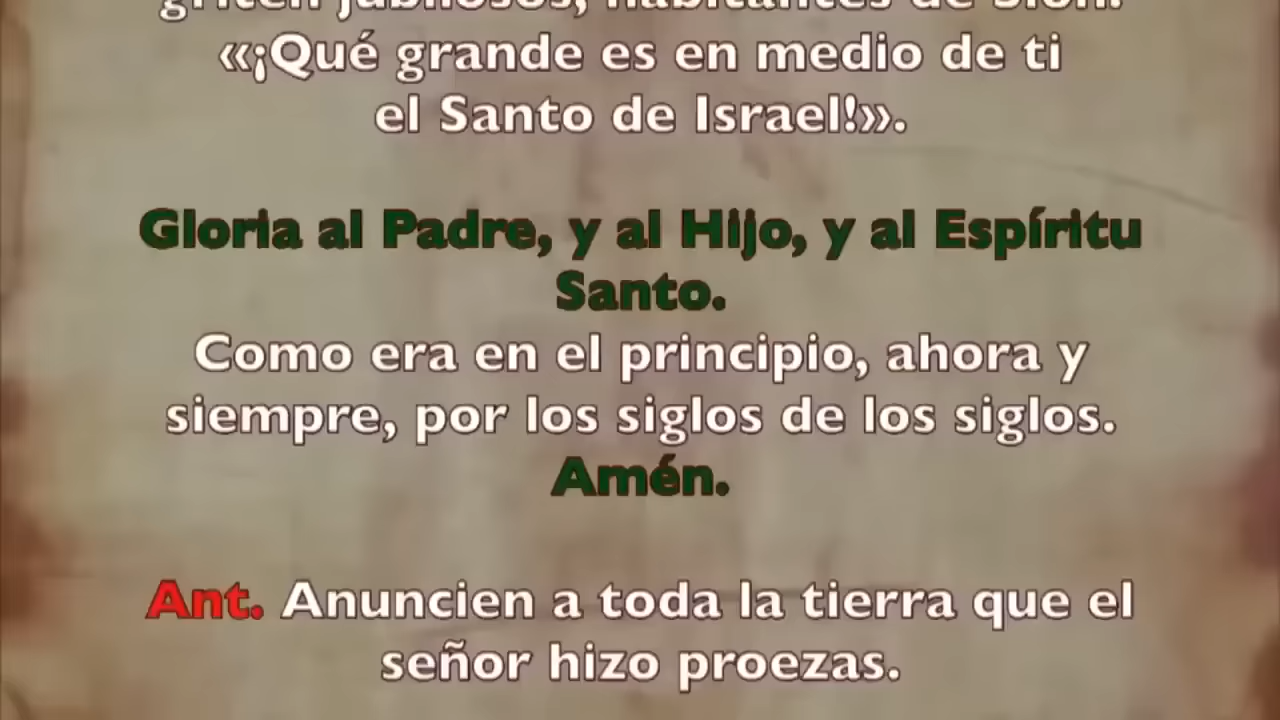 griten jubilosos, habitantes de Sion:
«¡Qué grande es en medio de ti
el Santo de Israel!».
Gloria al Padre, y al Hijo, y al Espíritu
Santo.
Como era en el principio, ahora y
siempre, por los siglos de los siglos.
Amén.
Ant. Anuncien a toda la tierra que el
señor hizo proezas.